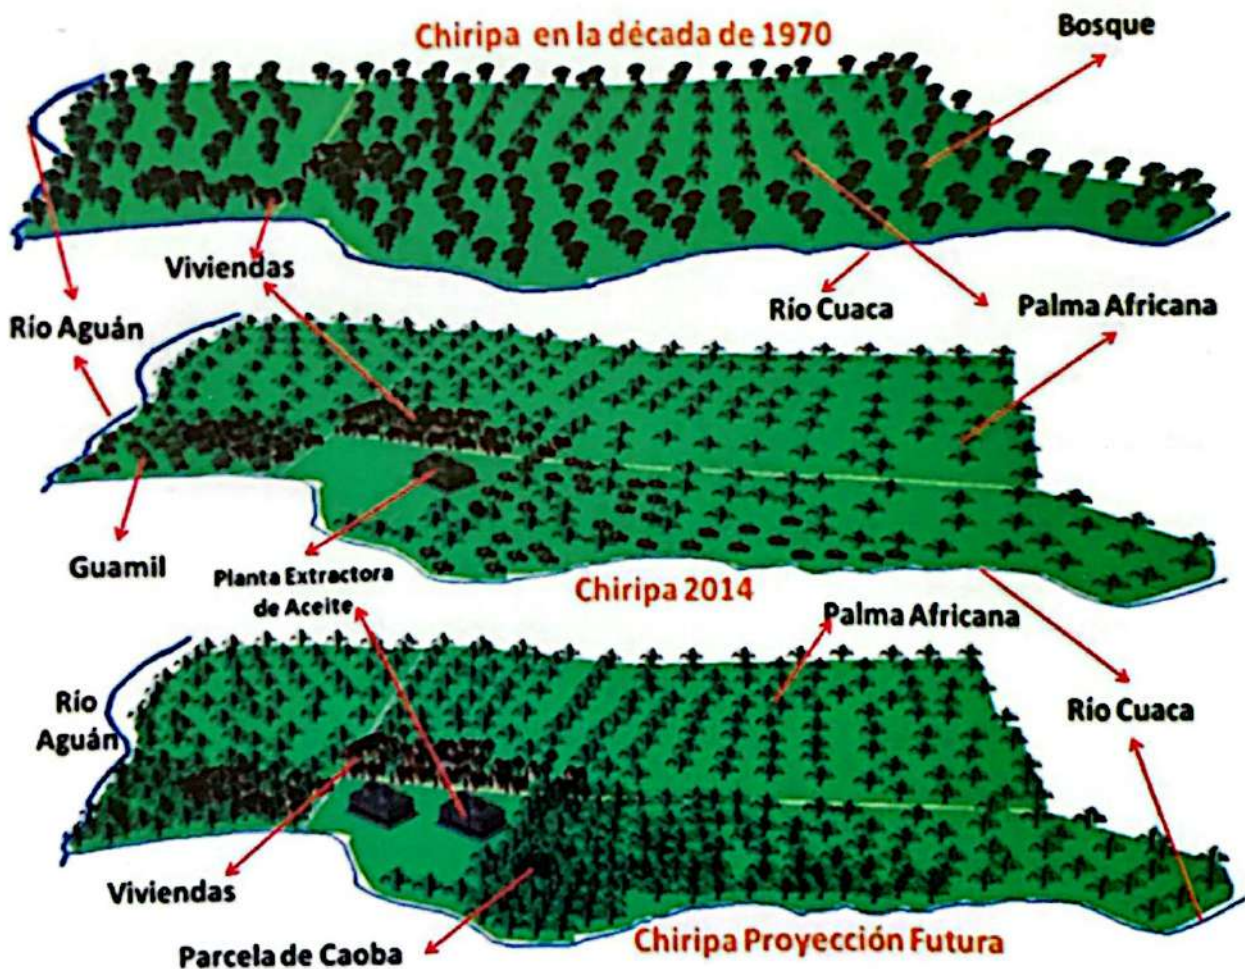 Chiripa en la década de 1970
Bosque
Viviendas
Río Aguán
Río Cuaca
Palma Africana
Guamil
Planta Extractora
de Aceite
Chiripa 2014
Palma Africana
Río
Aguán
Río Cuaca
Viviendas
Parcela de Caoba
Chiripa Proyección Futura